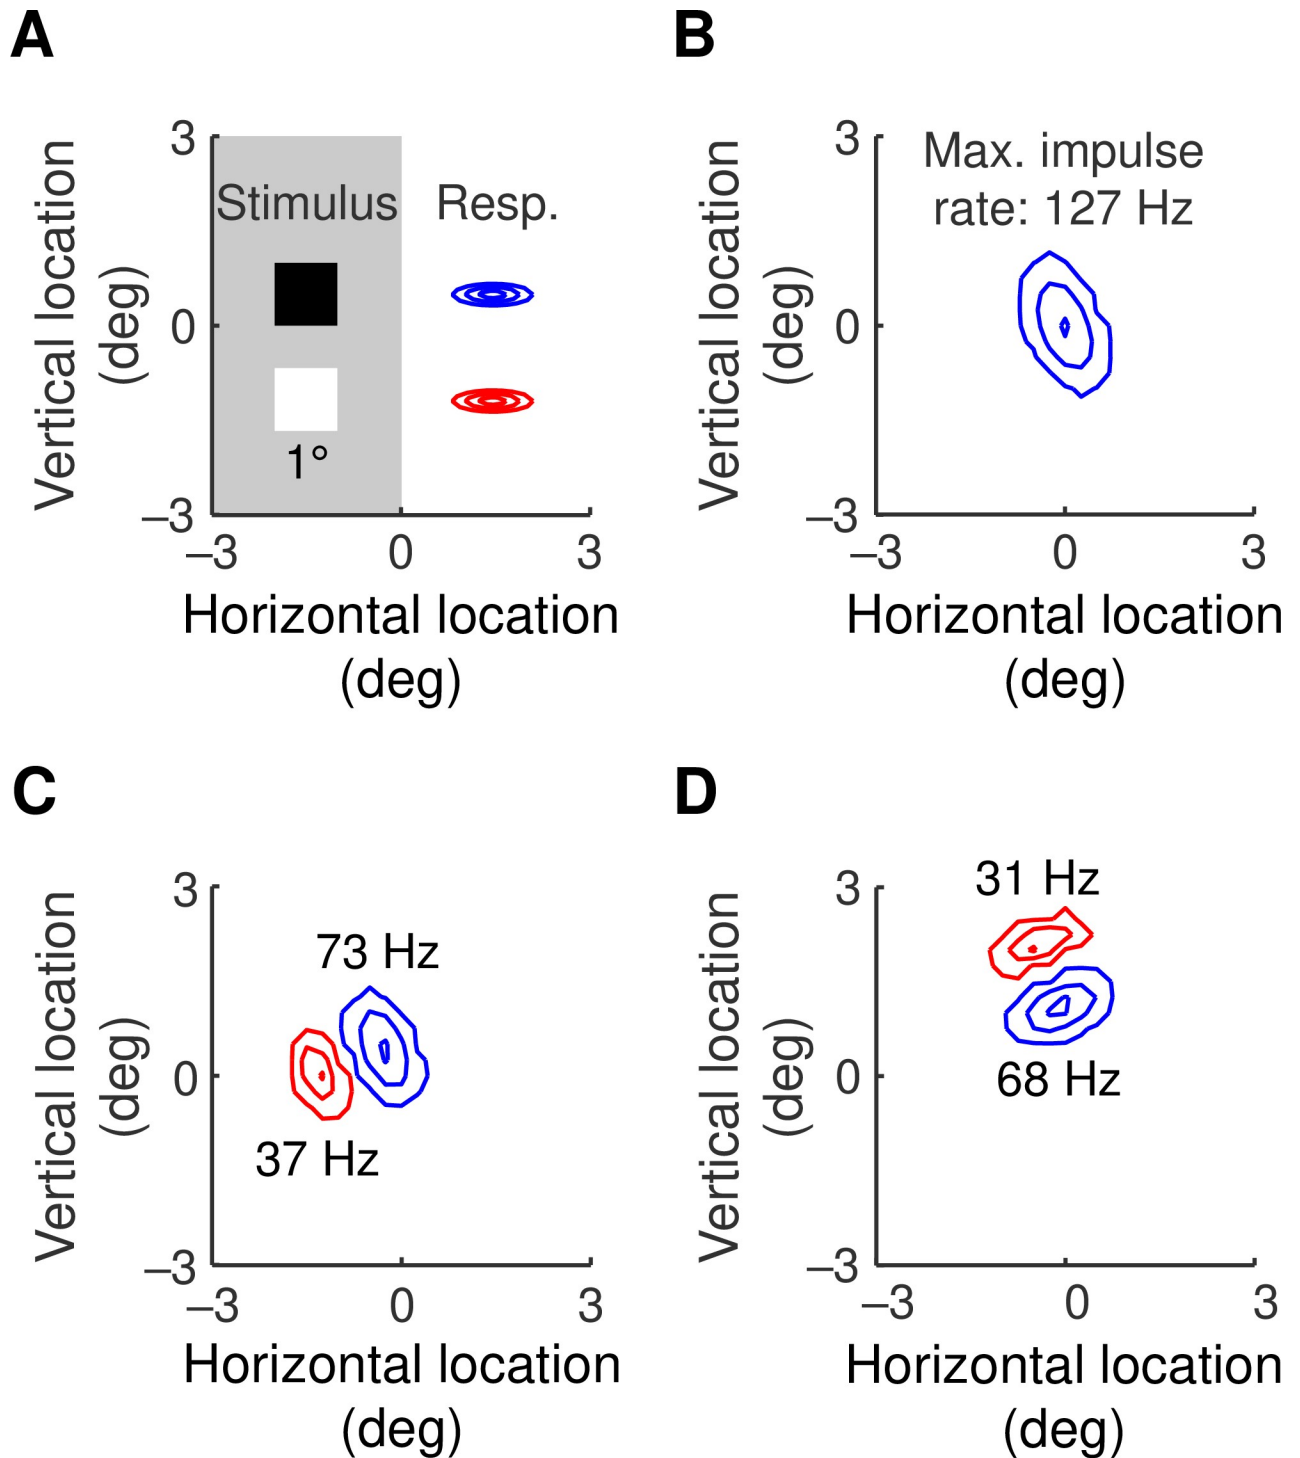 A
B
3
Stimulus
Resp.
0
1°
–3
–3
0
3
Vertical location
(deg)
Horizontal location
(deg)
3
Max. impulse
rate: 127 Hz
0
–3
–3
0
3
Vertical location
(deg)
Horizontal location
(deg)
C
D
3
73 Hz
0
37 Hz
–3
–3
0
3
Vertical location
(deg)
Horizontal location
(deg)
31 Hz
3
0
68 Hz
–3
–3
0
3
Vertical location
(deg)
Horizontal location
(deg)